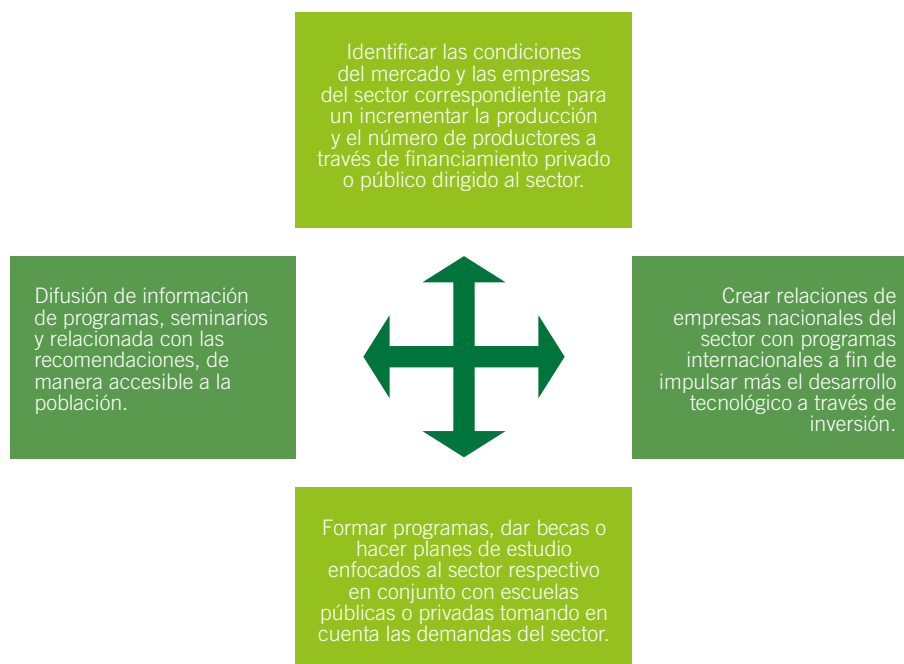 Identificar las condiciones
del mercado y las empresas
del sector correspondiente para
un incrementar la producción
y el número de productores a
través de financiamiento privado
o público dirigido al sector.
Difusión de información
de programas, seminarios
y relacionada con las
recomendaciones, de
manera accesible a la
población.
Crear relaciones de
empresas nacionales del
sector con programas
internacionales a fin de
impulsar más el desarrollo
tecnológico a través de
inversión.
Formar programas, dar becas o
hacer planes de estudio
enfocados al sector respectivo
en conjunto con escuelas
públicas o privadas tomando en
cuenta las demandas del sector.